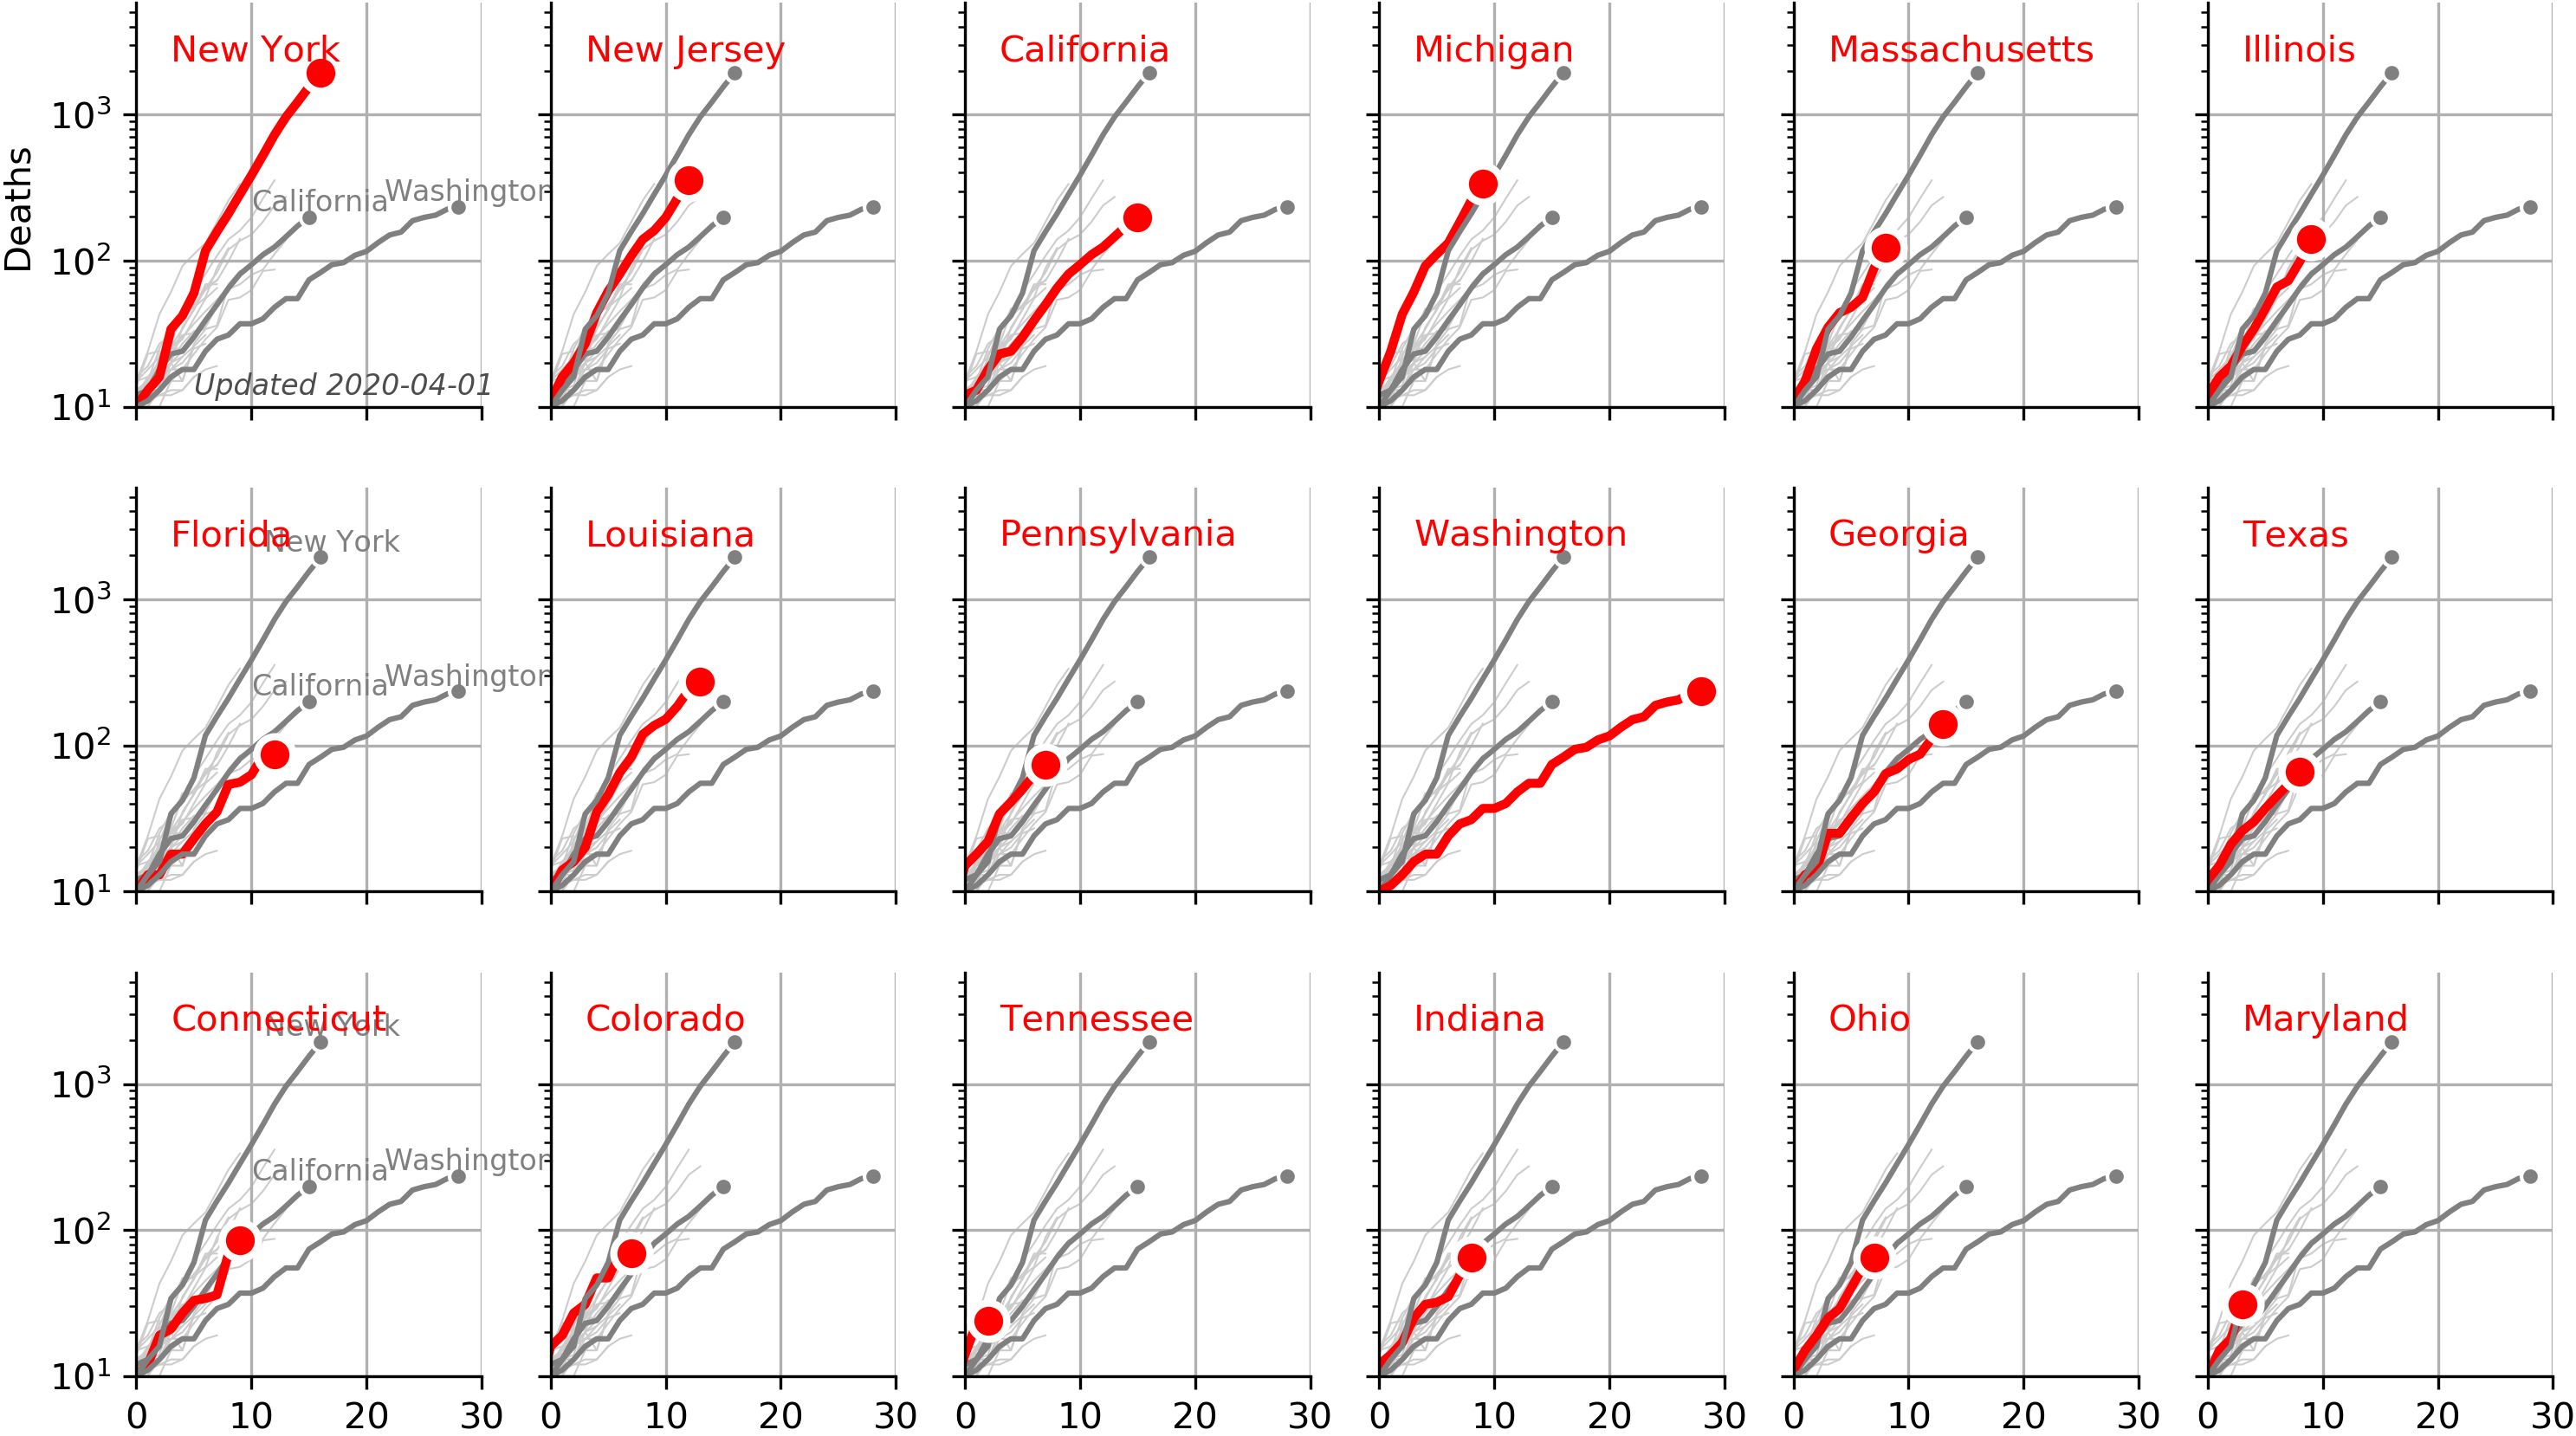 New York New Jersey California Michigan Massachusetts Illinois
10³
Deaths
California Washington
10²
Updated 2020-04-01
10¹
Florida New York Louisiana Pennsylvania Washington Georgia Texas
10³
California Washington
10²
10¹
Connecticut New York Colorado Tennessee Indiana Ohio Maryland
10³
California Washington
10²
10¹
0 10 20 30 0 10 20 30 0 10 20 30 0 10 20 30 0 10 20 30 0 10 20 30